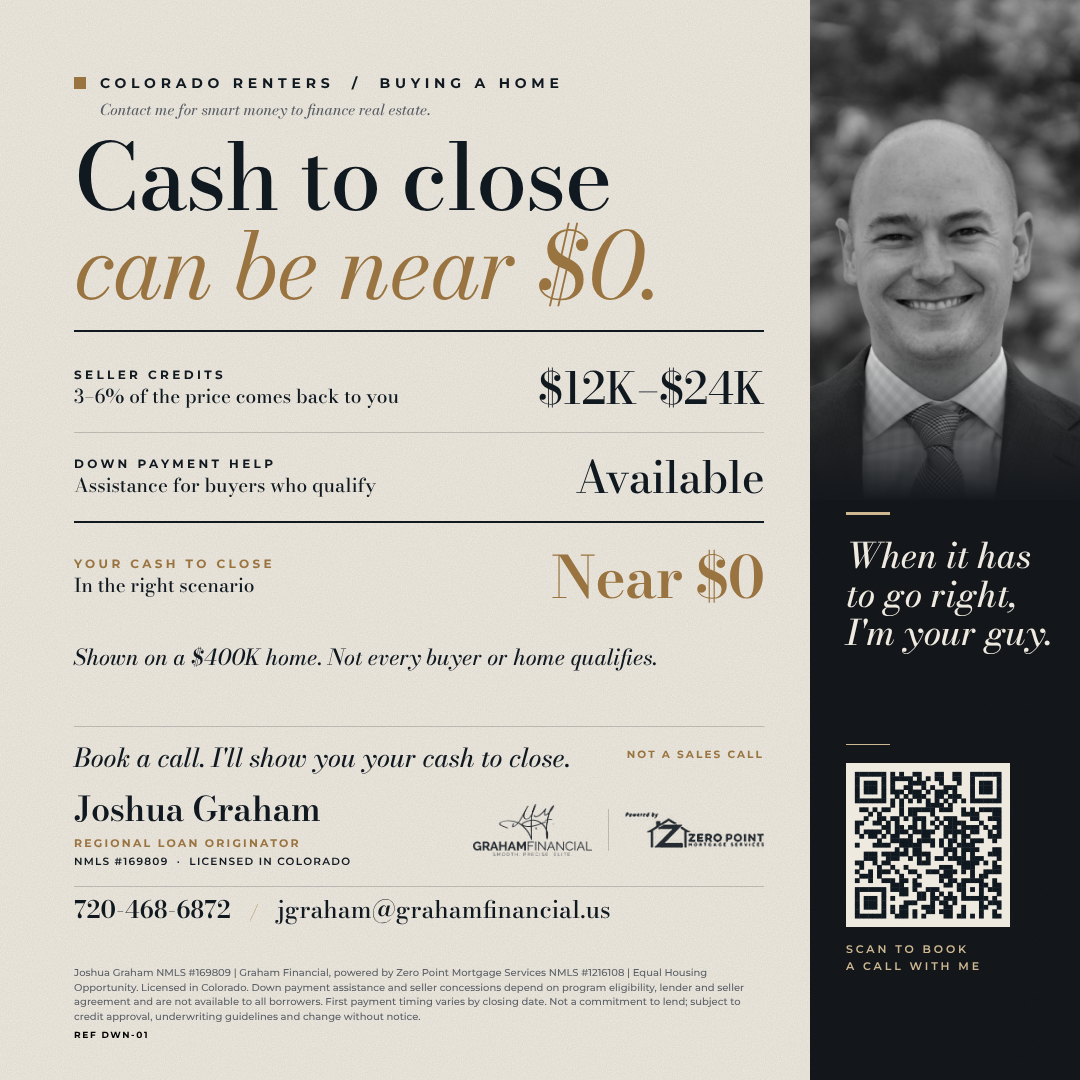 COLORADO RENTERS / BUYING A HOME
Contact me for smart money to finance real estate.
Cash to close
can be near $0.
SELLER CREDITS
3–6% of the price comes back to you
$12K–$24K
DOWN PAYMENT HELP
Assistance for buyers who qualify
Available
YOUR CASH TO CLOSE
In the right scenario
Near $0
Shown on a $400K home. Not every buyer or home qualifies.
Book a call. I'll show you your cash to close.
NOT A SALES CALL
Joshua Graham
REGIONAL LOAN ORIGINATOR
NMLS #169809 · LICENSED IN COLORADO
GRAHAMFINANCIAL
SMOOTH. PRECISE. ELITE.
Powered by
ZERO POINT
MORTGAGE SERVICES
720-468-6872 / jgraham@grahamfinancial.us
Joshua Graham NMLS #169809 | Graham Financial, powered by Zero Point Mortgage Services NMLS #1216108 | Equal Housing
Opportunity. Licensed in Colorado. Down payment assistance and seller concessions depend on program eligibility, lender and seller
agreement and are not available to all borrowers. First payment timing varies by closing date. Not a commitment to lend; subject to
credit approval, underwriting guidelines and change without notice.
REF DWN-01
When it has
to go right,
I'm your guy.
SCAN TO BOOK
A CALL WITH ME